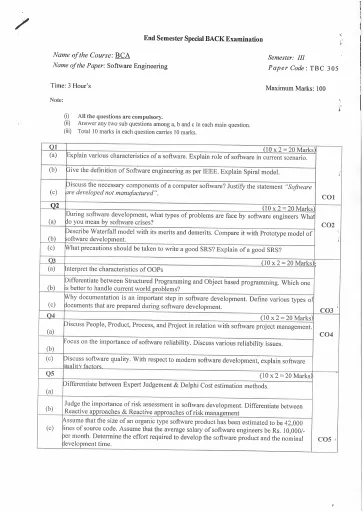 End Semester Special BACK Examination
Name of the Course: BCA
Semester: III
Name of the Paper: Software Engineering
Paper Code: TBC 305
Time: 3 Hour's
Maximum Marks: 100
Note:
(i) All the questions are compulsory.
(ii) Answer any two sub questions among a, b and c in each main question.
(iii) Total 10 marks in each question carries 10 marks.
Q1 (10 x 2 = 20 Marks)
(a) Explain various characteristics of a software. Explain role of software in current scenario.
(b) Give the definition of Software engineering as per IEEE. Explain Spiral model.
Discuss the necessary components of a computer software? Justify the statement "Software
(c) are developed not manufactured".
CO1
Q2 (10 x 2 = 20 Marks)
During software development, what types of problems are face by software engineers What
(a) do you mean by software crises?
CO2
Describe Waterfall model with its merits and demerits. Compare it with Prototype model of
(b) software development.
(c) What precautions should be taken to write a good SRS? Explain of a good SRS?
Q3 (10 x 2 = 20 Marks)
(a) Interpret the characteristics of OOPs
Differentiate between Structured Programming and Object based programming. Which one
(b) is better to handle current world problems?
Why documentation is an important step in software development. Define various types of
(c) documents that are prepared during software development.
CO3
Q4 (10 x 2 = 20 Marks)
Discuss People, Product, Process, and Project in relation with software project management.
(a)
CO4
Focus on the importance of software reliability. Discuss various reliability issues.
(b)
(c) Discuss software quality. With respect to modern software development, explain software
quality factors.
Q5 (10 x 2 = 20 Marks)
Differentiate between Expert Judgement & Delphi Cost estimation methods.
(a)
Judge the importance of risk assessment in software development. Differentiate between
(b) Reactive approaches & Reactive approaches of risk management
Assume that the size of an organic type software product has been estimated to be 42,000
(c) lines of source code. Assume that the average salary of software engineers be Rs. 10,000/-
per month. Determine the effort required to develop the software product and the nominal
development time.
CO5